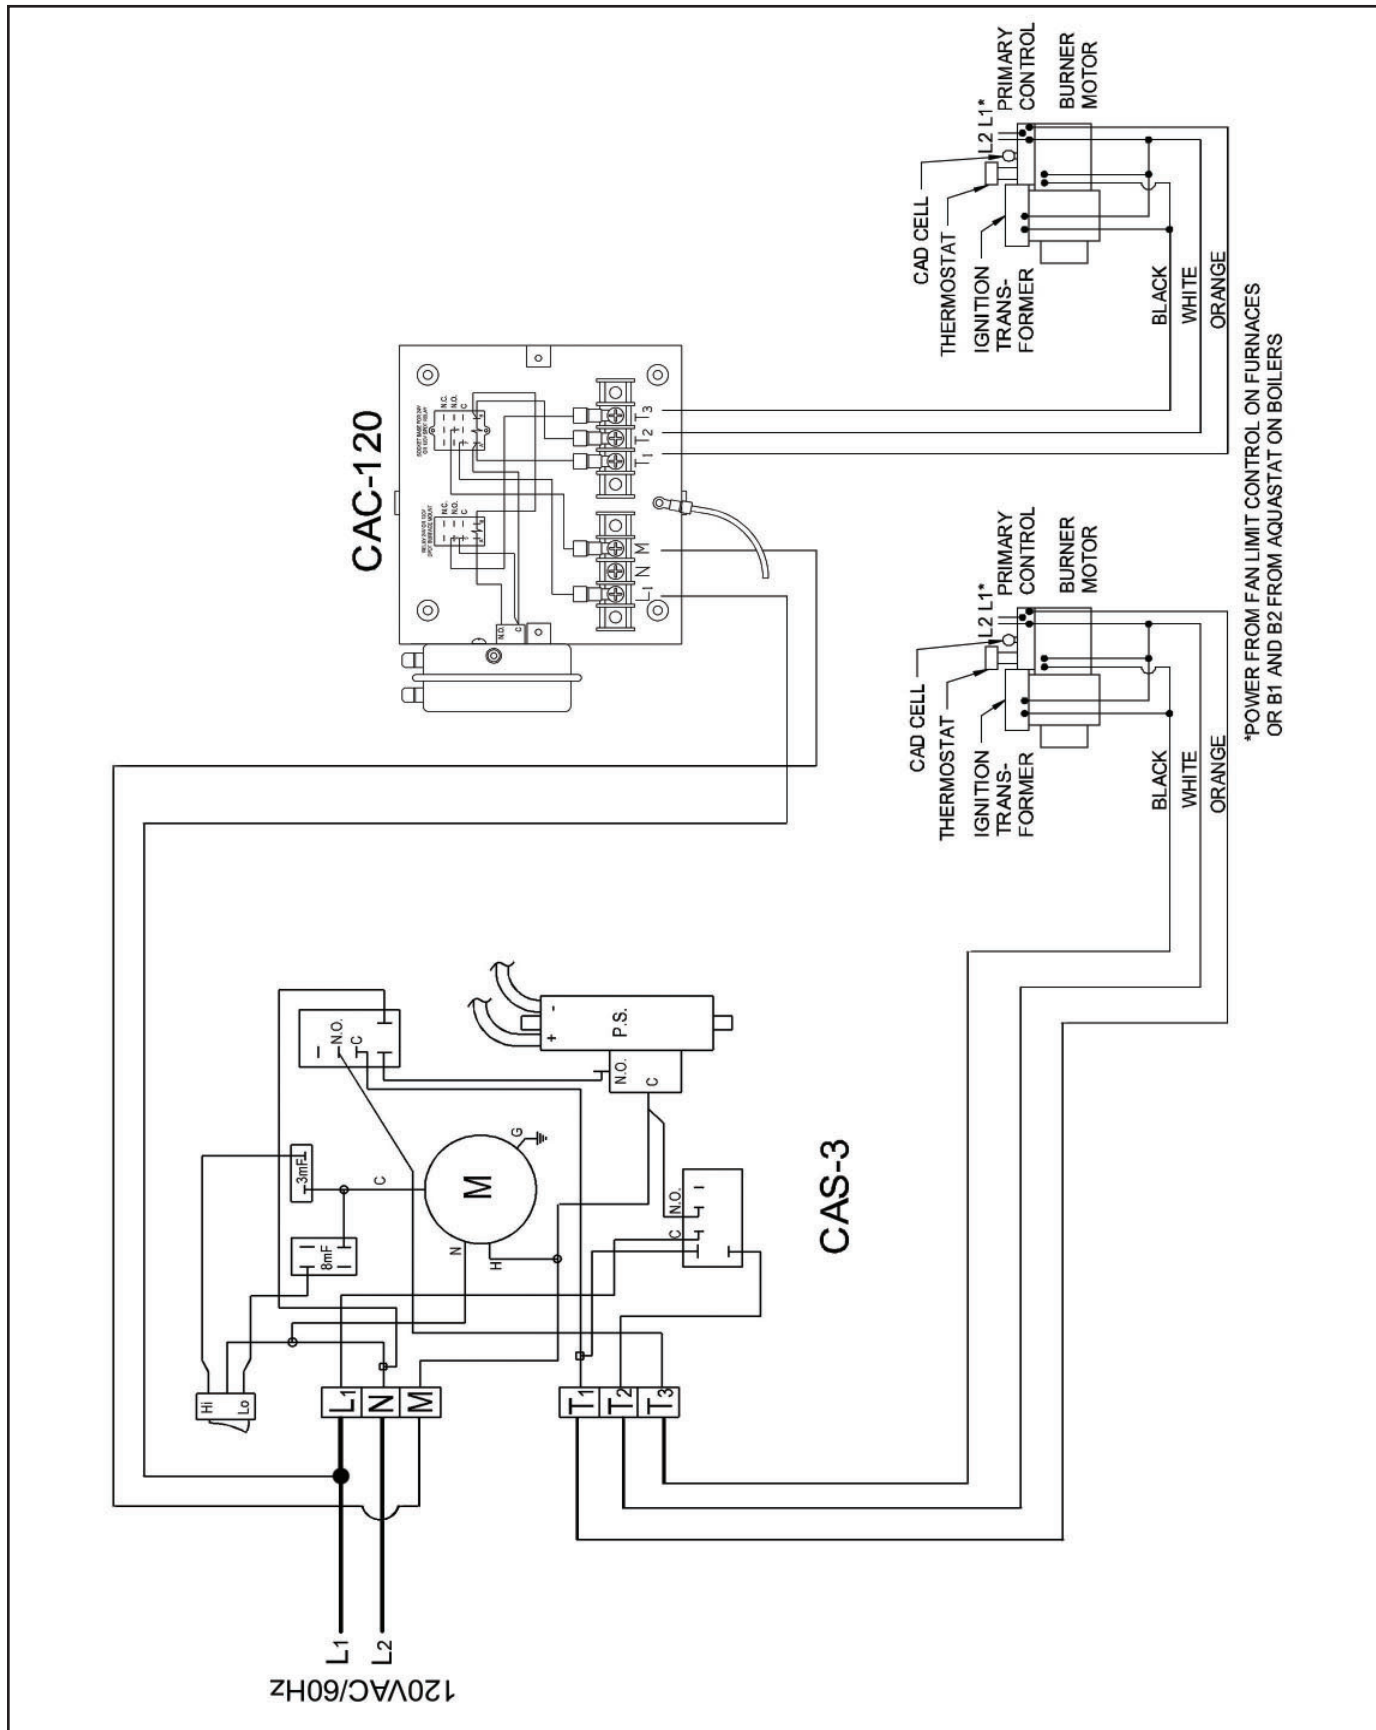 120VAC/60Hz
L1
L2
Hi
Lo
L1
N
M
8mF
3mF
C
N
H
M
G
N.O.
C
P.S.
+
-
N.O.
C
C
N.O.
T1
T2
T3
CAS-3
CAC-120
N.O.
C
N.C.
N.O.
C
N.C.
N.O.
C
L1
N
M
T1
T2
T3
CAD CELL
THERMOSTAT
IGNITION
TRANS-
FORMER
L2 L1*
PRIMARY
CONTROL
BURNER
MOTOR
BLACK
WHITE
ORANGE
CAD CELL
THERMOSTAT
IGNITION
TRANS-
FORMER
L2 L1*
PRIMARY
CONTROL
BURNER
MOTOR
BLACK
WHITE
ORANGE
*POWER FROM FAN LIMIT CONTROL ON FURNACES
OR B1 AND B2 FROM AQUASTAT ON BOILERS